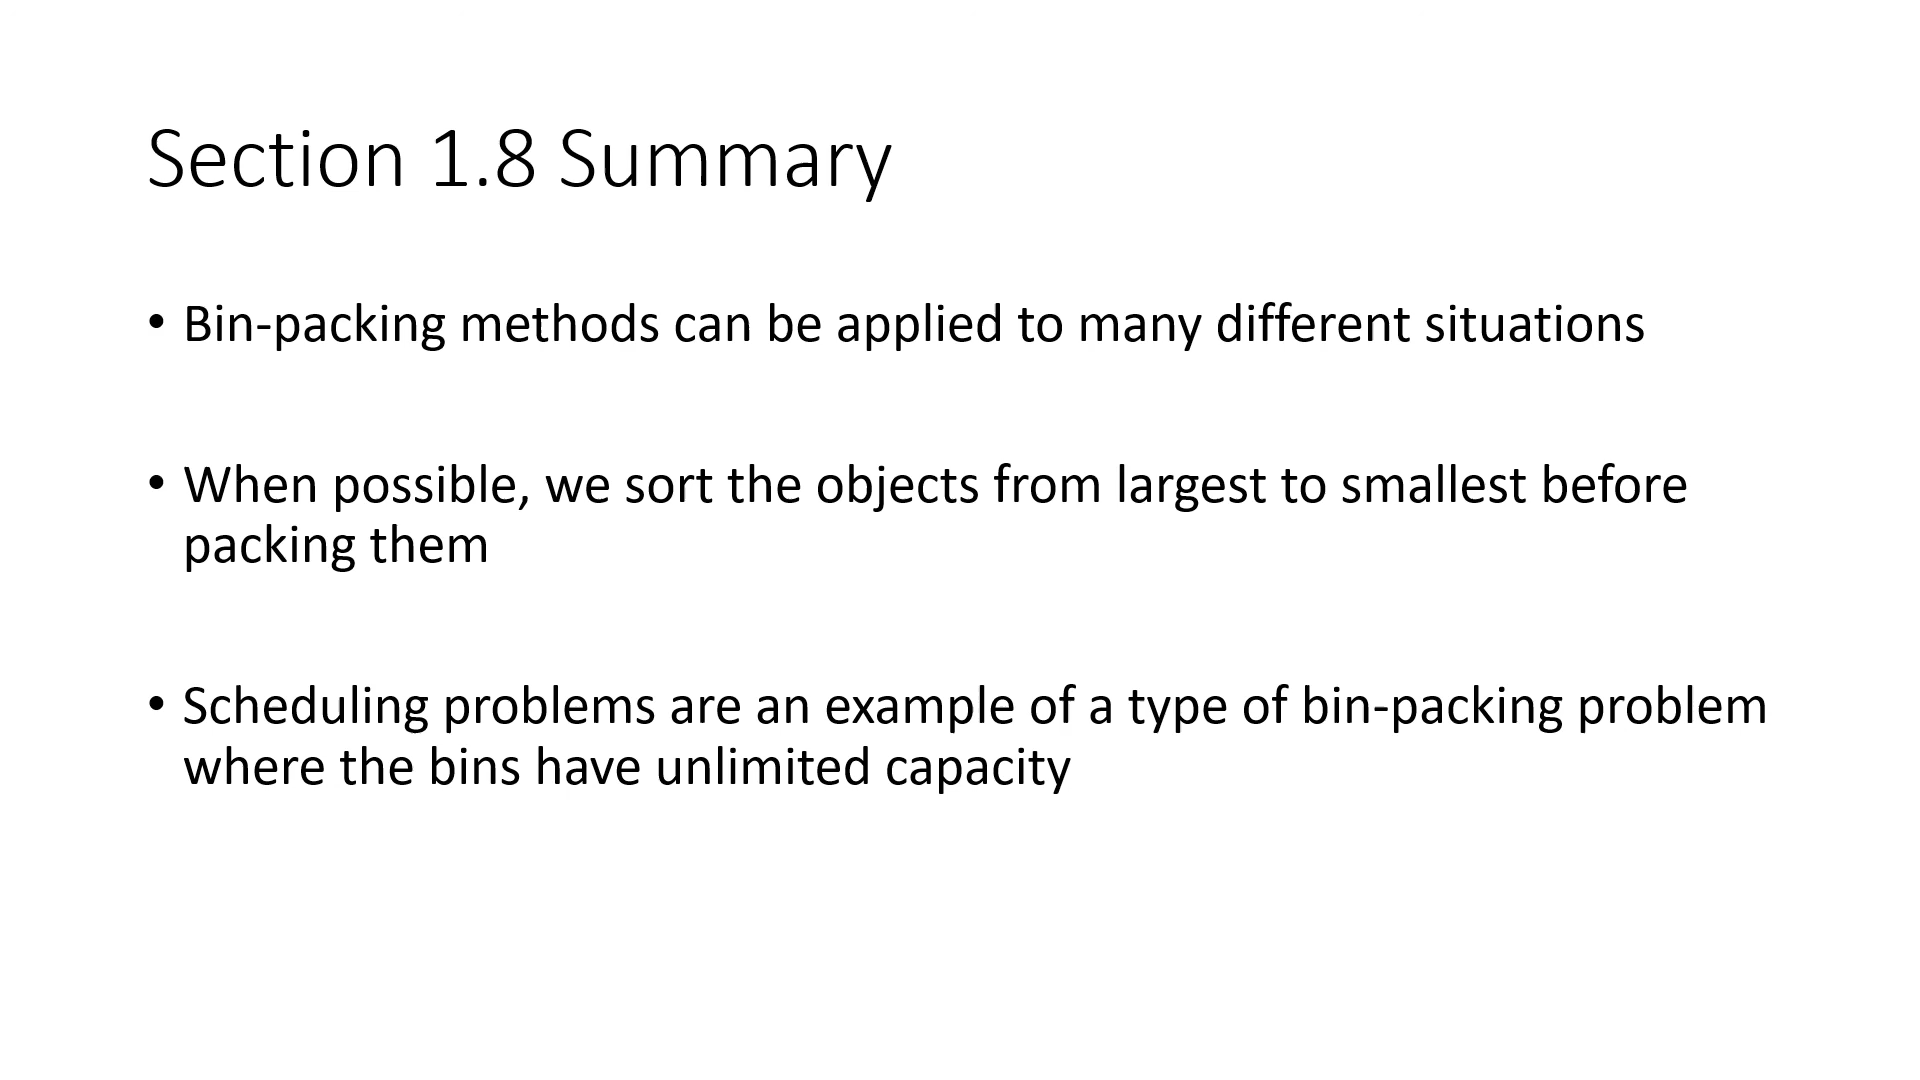 Section 1.8 Summary
• Bin-packing methods can be applied to many different situations
• When possible, we sort the objects from largest to smallest before
packing them
• Scheduling problems are an example of a type of bin-packing problem
where the bins have unlimited capacity